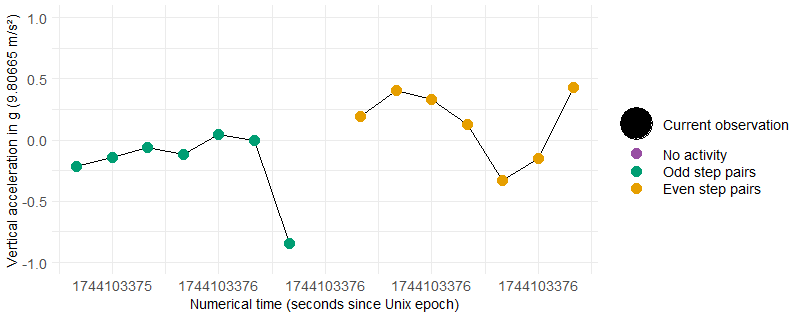 Vertical acceleration in g (9.80665 m/s²)
1.0
0.5
0.0
-0.5
-1.0
1744103375 1744103376 1744103376 1744103376 1744103376
Numerical time (seconds since Unix epoch)
Current observation
No activity
Odd step pairs
Even step pairs